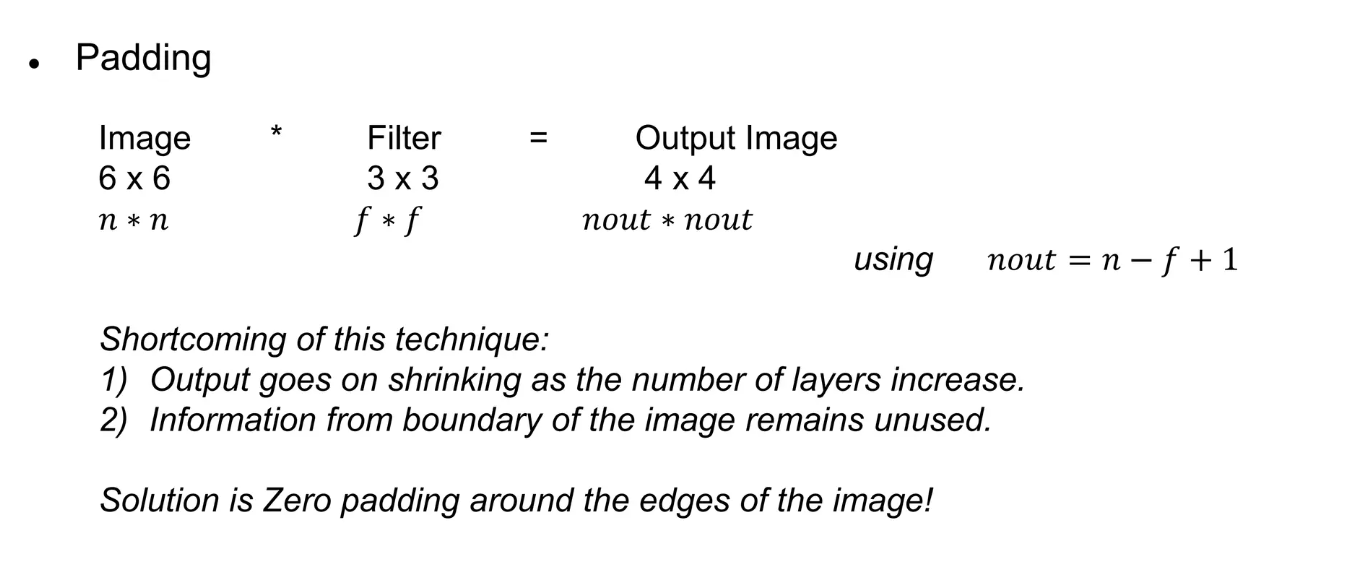 • Padding
Image * Filter = Output Image
6 x 6 3 x 3 4 x 4
n ∗ n f ∗ f nout ∗ nout
using nout = n − f + 1
Shortcoming of this technique:
1) Output goes on shrinking as the number of layers increase.
2) Information from boundary of the image remains unused.
Solution is Zero padding around the edges of the image!